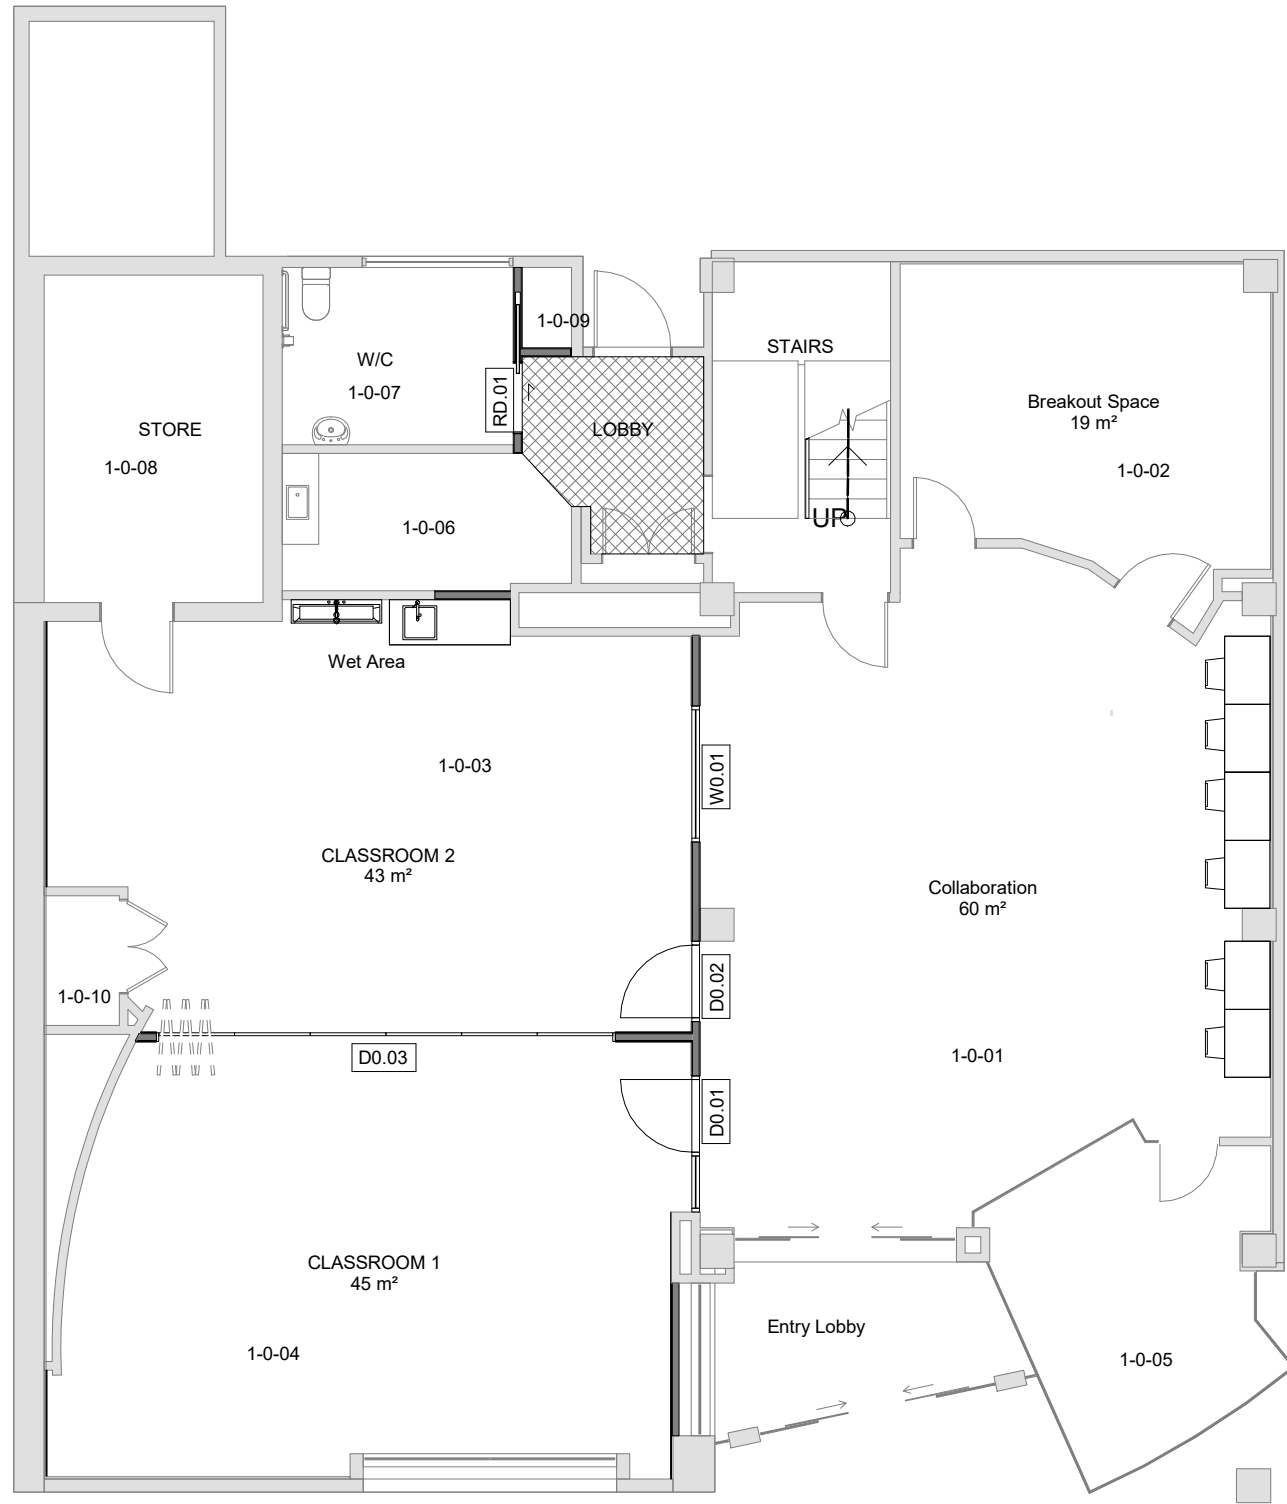 1-0-09
STAIRS
W/C
1-0-07
RD.01
LOBBY
Breakout Space
19 m²
1-0-02
STORE
1-0-08
1-0-06
UP
Wet Area
1-0-03
W0.01
CLASSROOM 2
43 m²
Collaboration
60 m²
D0.02
1-0-10
D0.03
1-0-01
D0.01
CLASSROOM 1
45 m²
Entry Lobby
1-0-04
1-0-05